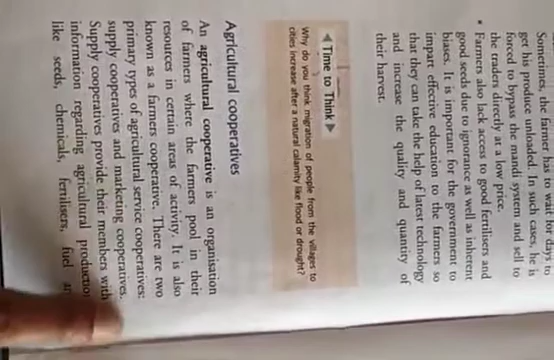 Sometimes, the farmer has to wait for days to
get his produce unloaded. In such cases, he is
forced to bypass the mandi system and sell to
the traders directly at a low price.
• Farmers also lack access to good fertilisers and
good seeds due to ignorance as well as inherent
biases. It is important for the government to
impart effective education to the farmers so
that they can take the help of latest technology
and increase the quality and quantity of
their harvest.
Time to Think
Why do you think migration of people from the villages to
cities increase after a natural calamity like flood or drought?
Agricultural cooperatives
An agricultural cooperative is an organisation
of farmers where the farmers pool in their
resources in certain areas of activity. It is also
known as a farmers cooperative. There are two
primary types of agricultural service cooperatives:
supply cooperatives and marketing cooperatives.
Supply cooperatives provide their members with
information regarding agricultural production
like seeds, chemicals, fertilisers, fuel